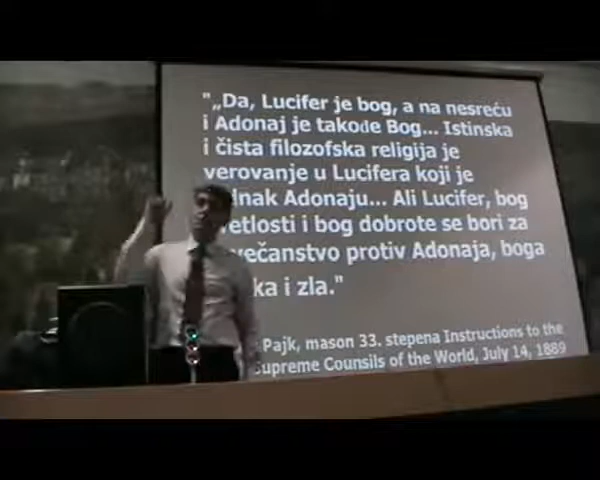 "„Da, Lucifer je bog, a na nesreću
i Adonaj je takođe Bog... Istinska
i čista filozofska religija je
verovanje u Lucifera koji je
Adonaju... Ali Lucifer, bog
etlosti i bog dobrote se bori za
večanstvo protiv Adonaja, boga
ka i zla."
Pajk, mason 33. stepena Instructions to the
Supreme Counsils of the World, July 14, 1889